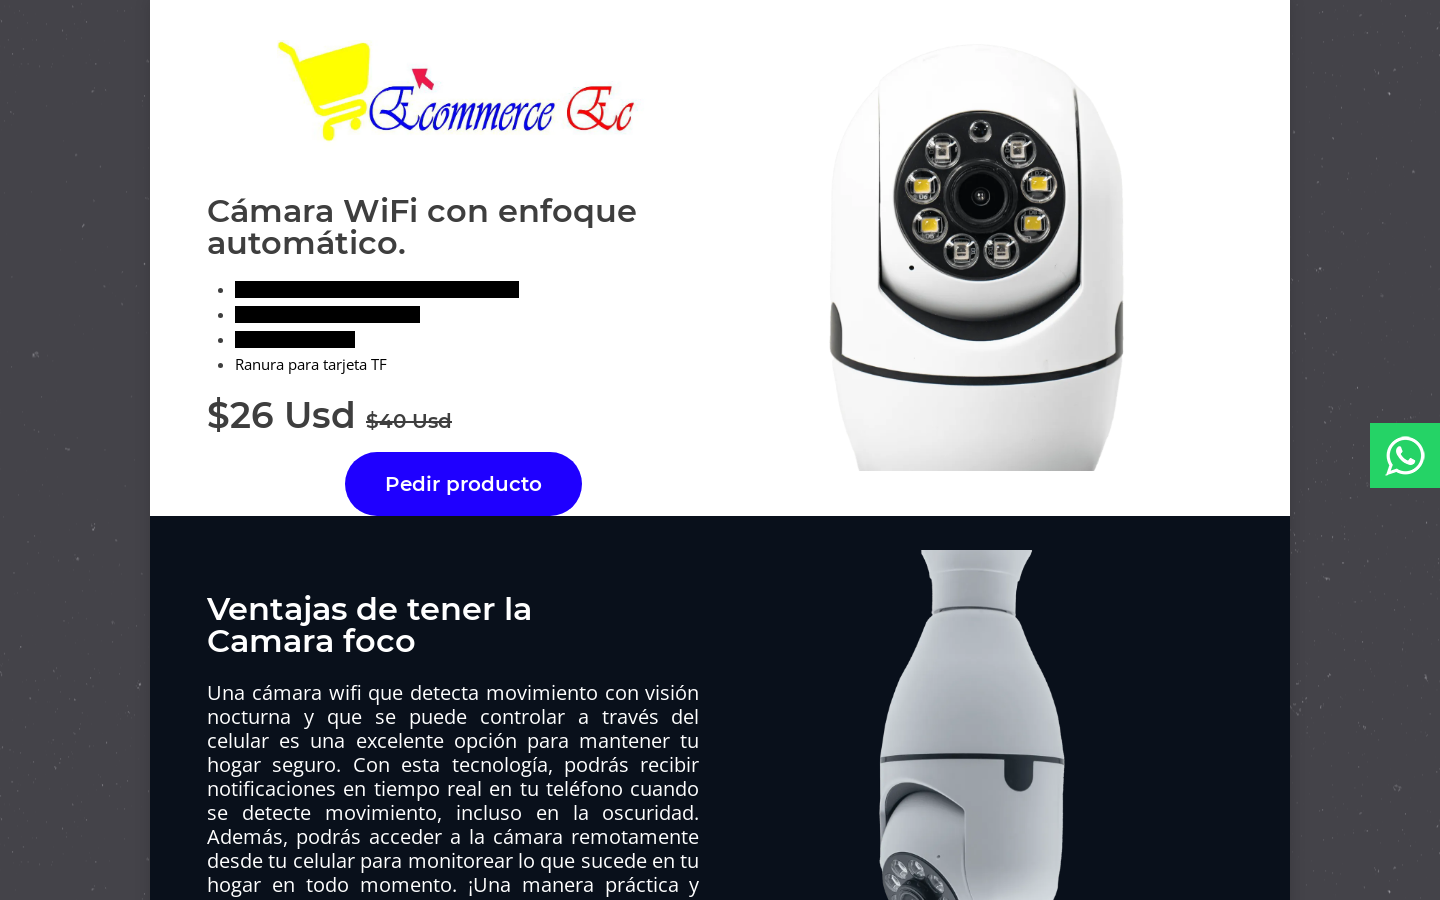 Ecommerce Ec
Cámara WiFi con enfoque
automático.
Ranura para tarjeta TF
$26 Usd $40 Usd
Pedir producto
Ventajas de tener la
Camara foco
Una cámara wifi que detecta movimiento con visión
nocturna y que se puede controlar a través del
celular es una excelente opción para mantener tu
hogar seguro. Con esta tecnología, podrás recibir
notificaciones en tiempo real en tu teléfono cuando
se detecte movimiento, incluso en la oscuridad.
Además, podrás acceder a la cámara remotamente
desde tu celular para monitorear lo que sucede en tu
hogar en todo momento. ¡Una manera práctica y